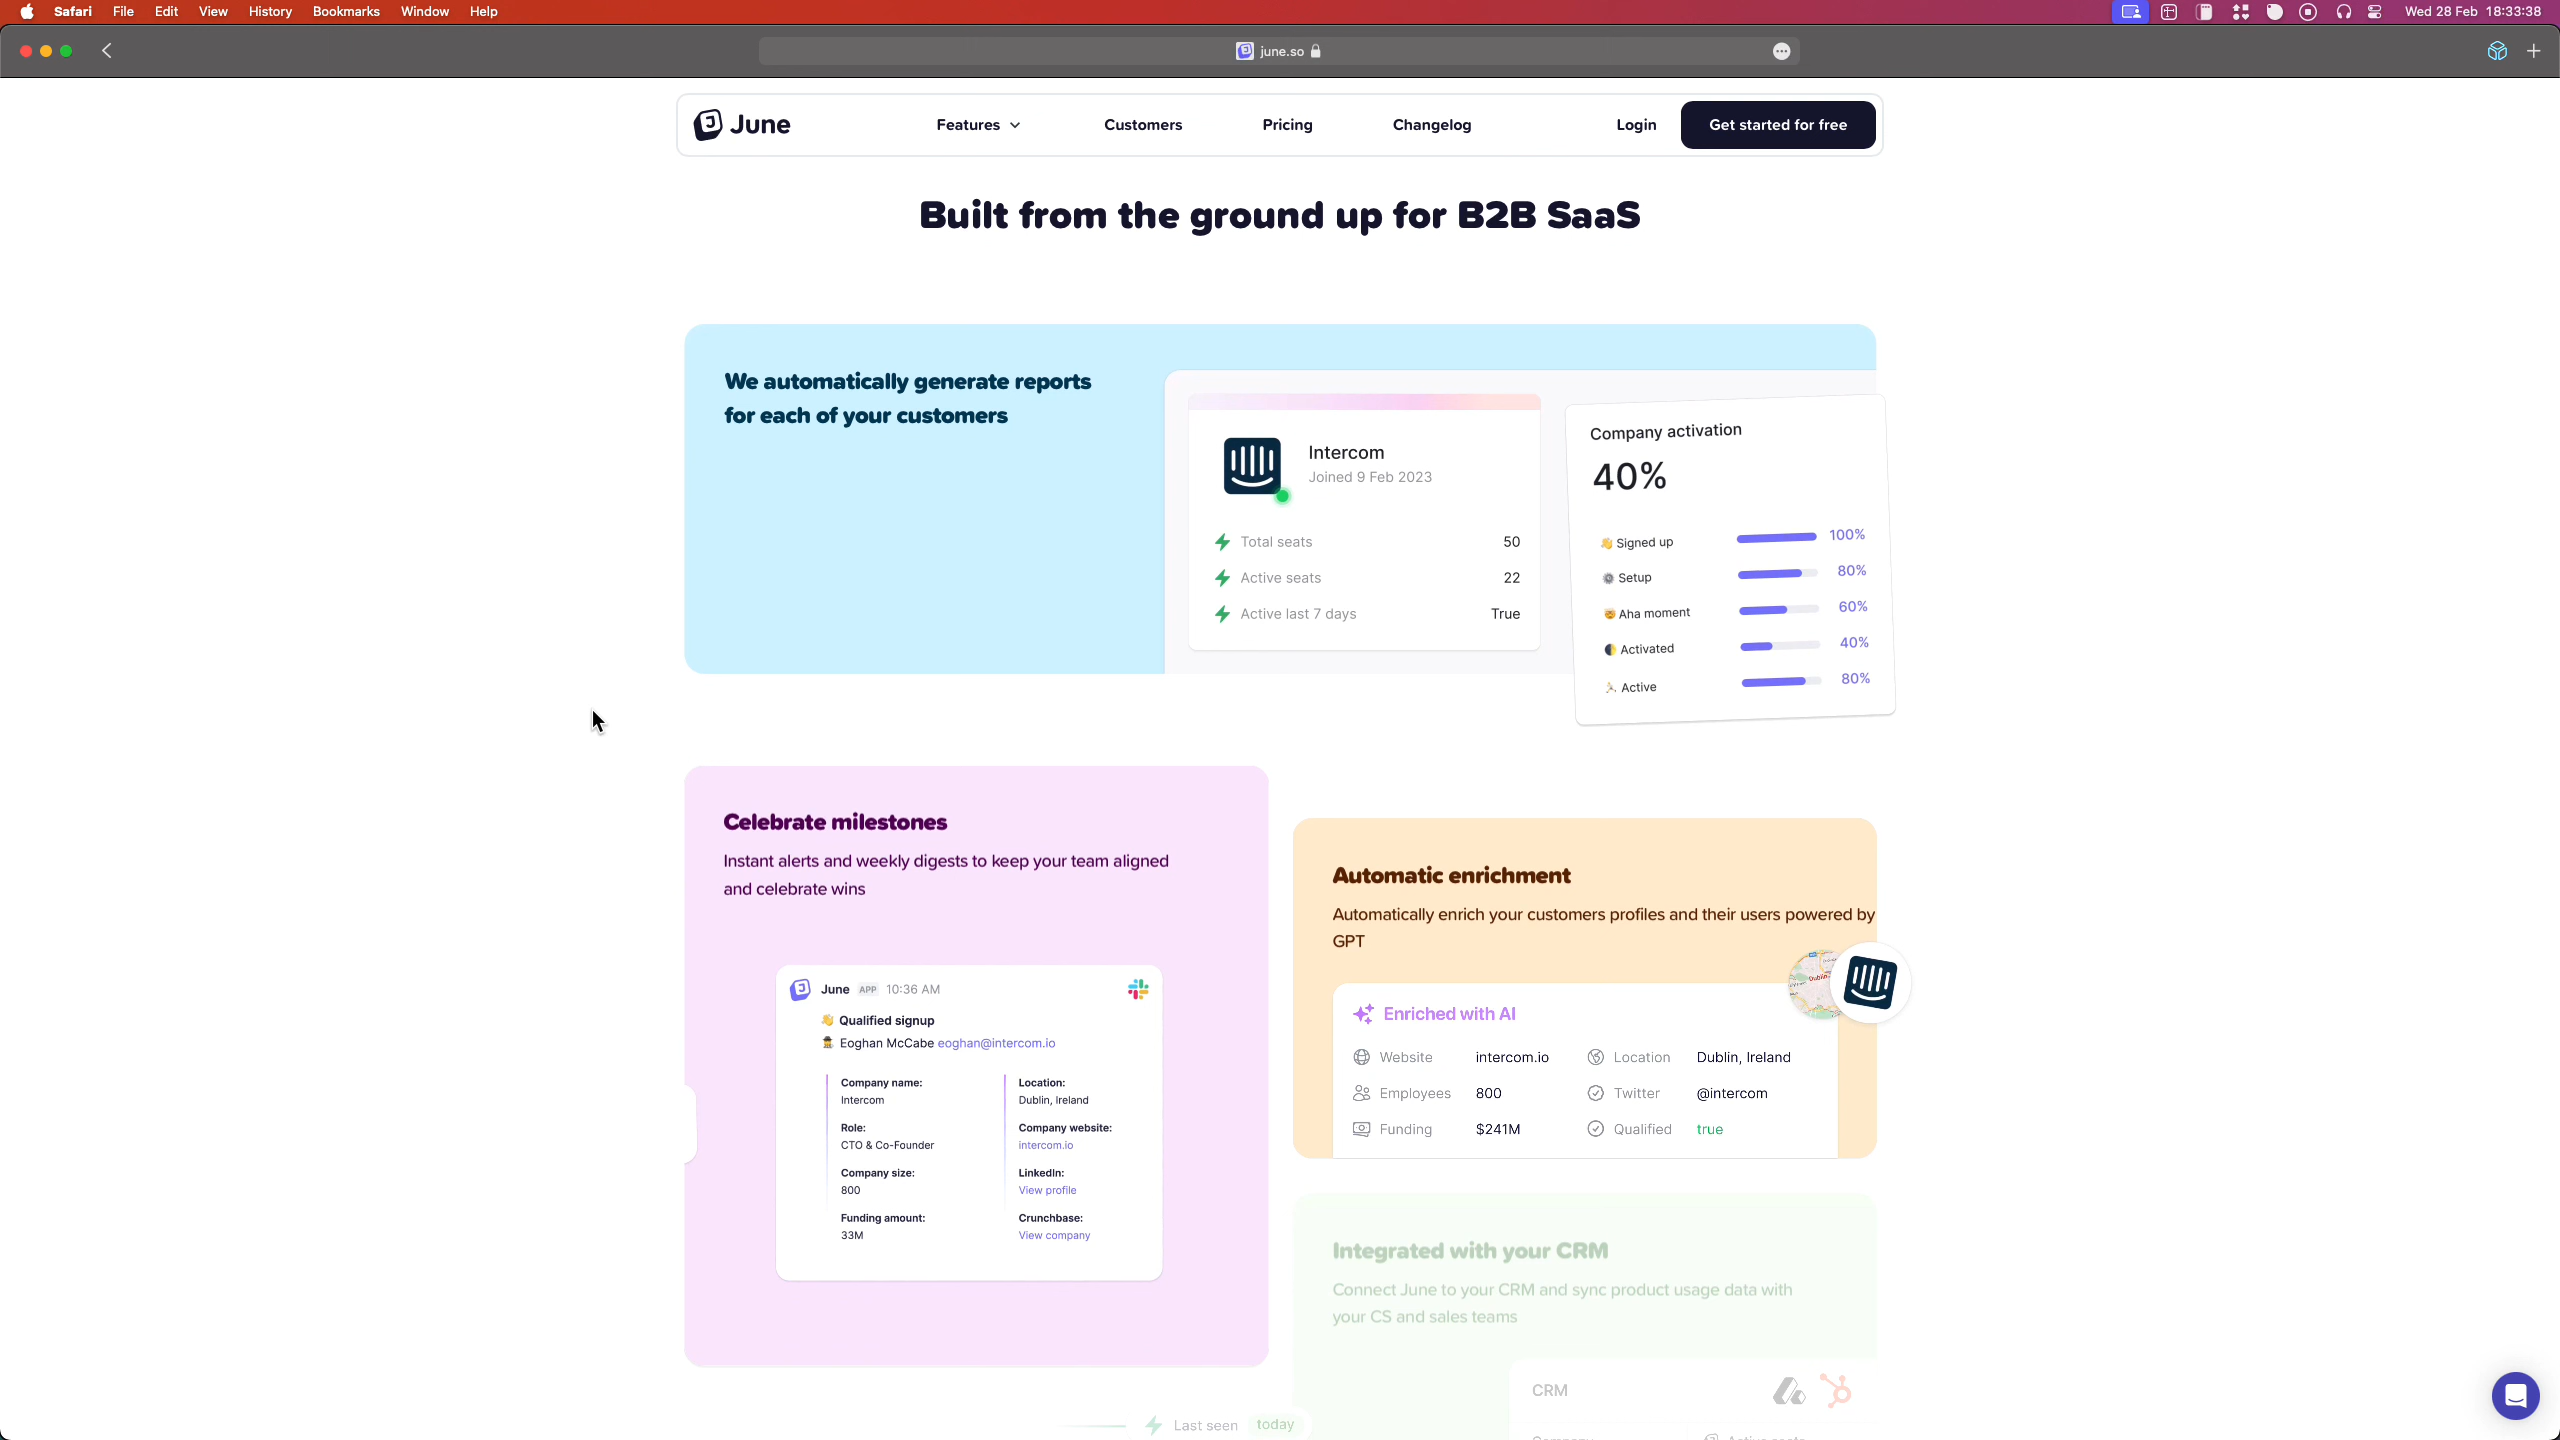 Safari File Edit View History Bookmarks Window Help Wed 28 Feb 18:33:38
june.so
June Features Customers Pricing Changelog Login Get started for free
Built from the ground up for B2B SaaS
We automatically generate reports
for each of your customers
Intercom
Joined 9 Feb 2023
Total seats 50
Active seats 22
Active last 7 days True
Company activation
40%
Signed up 100%
Setup 80%
Aha moment 60%
Activated 40%
Active 80%
Celebrate milestones
Instant alerts and weekly digests to keep your team aligned
and celebrate wins
June APP 10:36 AM
Qualified signup
Eoghan McCabe eoghan@intercom.io
Company name:
Intercom
Role:
CTO & Co-Founder
Company size:
800
Funding amount:
33M
Location:
Dublin, Ireland
Company website:
intercom.io
LinkedIn:
View profile
Crunchbase:
View company
Automatic enrichment
Automatically enrich your customers profiles and their users powered by
GPT
Enriched with AI
Website intercom.io Location Dublin, Ireland
Employees 800 Twitter @intercom
Funding $241M Qualified true
Integrated with your CRM
Connect June to your CRM and sync product usage data with
your CS and sales teams
CRM
Last seen today